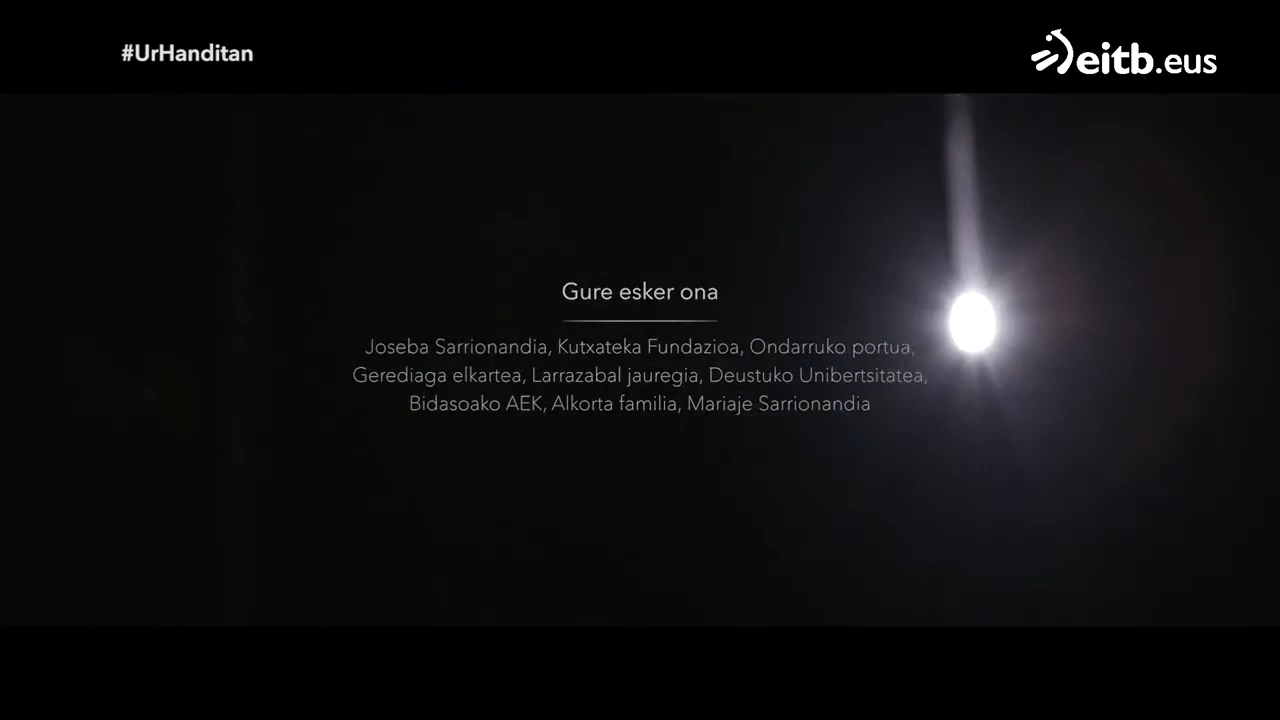 #UrHanditan
eitb.eus
Gure esker ona
Joseba Sarrionandia, Kutxateka Fundazioa, Ondarruko portua,
Gerediaga elkartea, Larrazabal jauregia, Deustuko Unibertsitatea,
Bidasoako AEK, Alkorta familia, Mariaje Sarrionandia